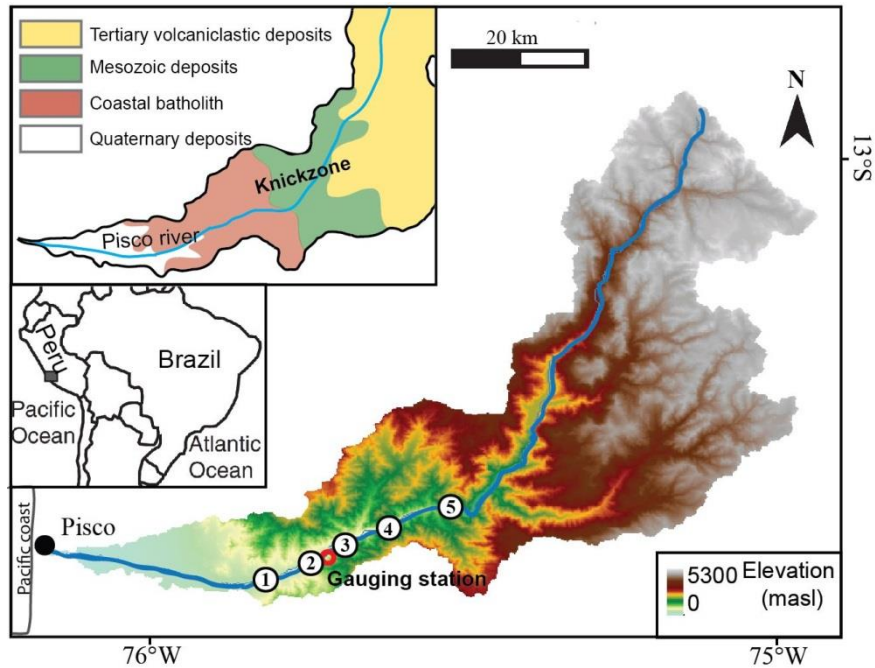 Tertiary volcaniclastic deposits
Mesozoic deposits
Coastal batholith
Quaternary deposits
Knickzone
Pisco river
20 km
N
13°S
Peru
Brazil
Pacific
Ocean
Atlantic
Ocean
Pacific coast
Pisco
1
2
3
4
5
Gauging station
5300
0
Elevation
(masl)
76°W
75°W